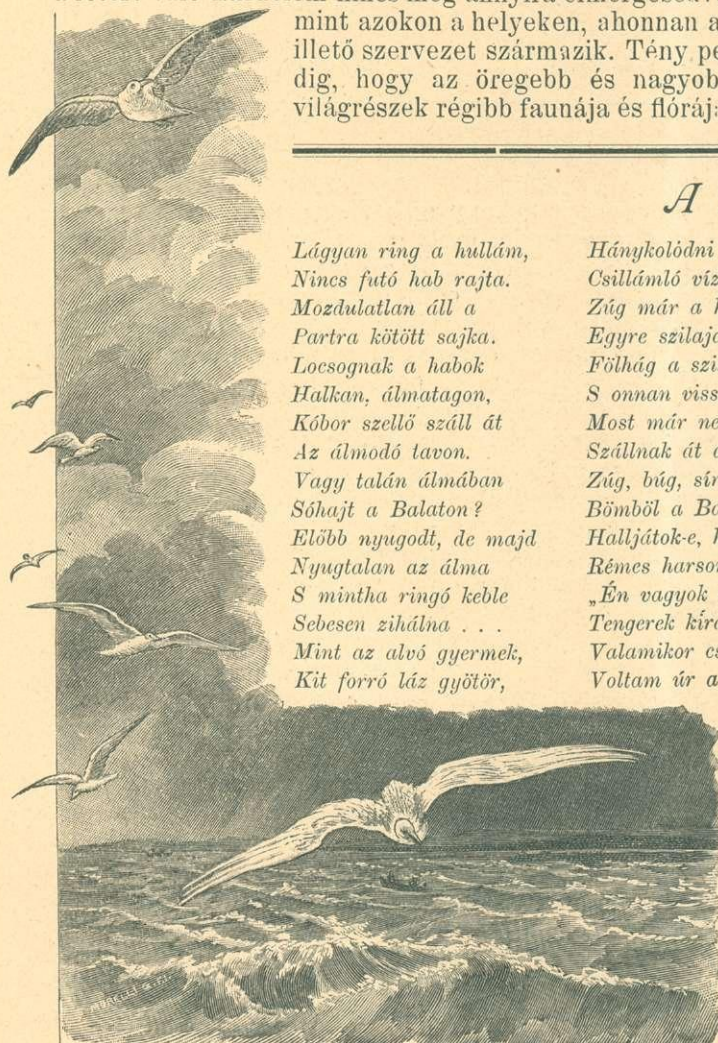 mint azokon a helyeken, ahonnan a
illető szervezet származik. Tény pe
dig, hogy az öregebb és nagyob
világrészek régibb faunája és flórája
A
Lágyan ring a hullám,
Nincs futó hab rajta.
Mozdulatlan áll a
Partra kötött sajka.
Locsognak a habok
Halkan, álmatagon,
Kóbor szellő száll át
Az álmodó tavon.
Vagy talán álmában
Sóhajt a Balaton?
Előbb nyugodt, de majd
Nyugtalan az álma
S mintha ringó keble
Sebesen zihálna . . .
Mint az alvó gyermek,
Kit forró láz gyötör,
Hánykolódni
Csillámló víz
Zúg már a
Egyre szilaj
Fölhág a szi
S onnan viss
Most már ne
Szállnak át
Zúg, búg, sír
Bömböl a Ba
Halljátok-e,
Rémes harso
„Én vagyok
Tengerek kir
Valamikor cs
Voltam úr a